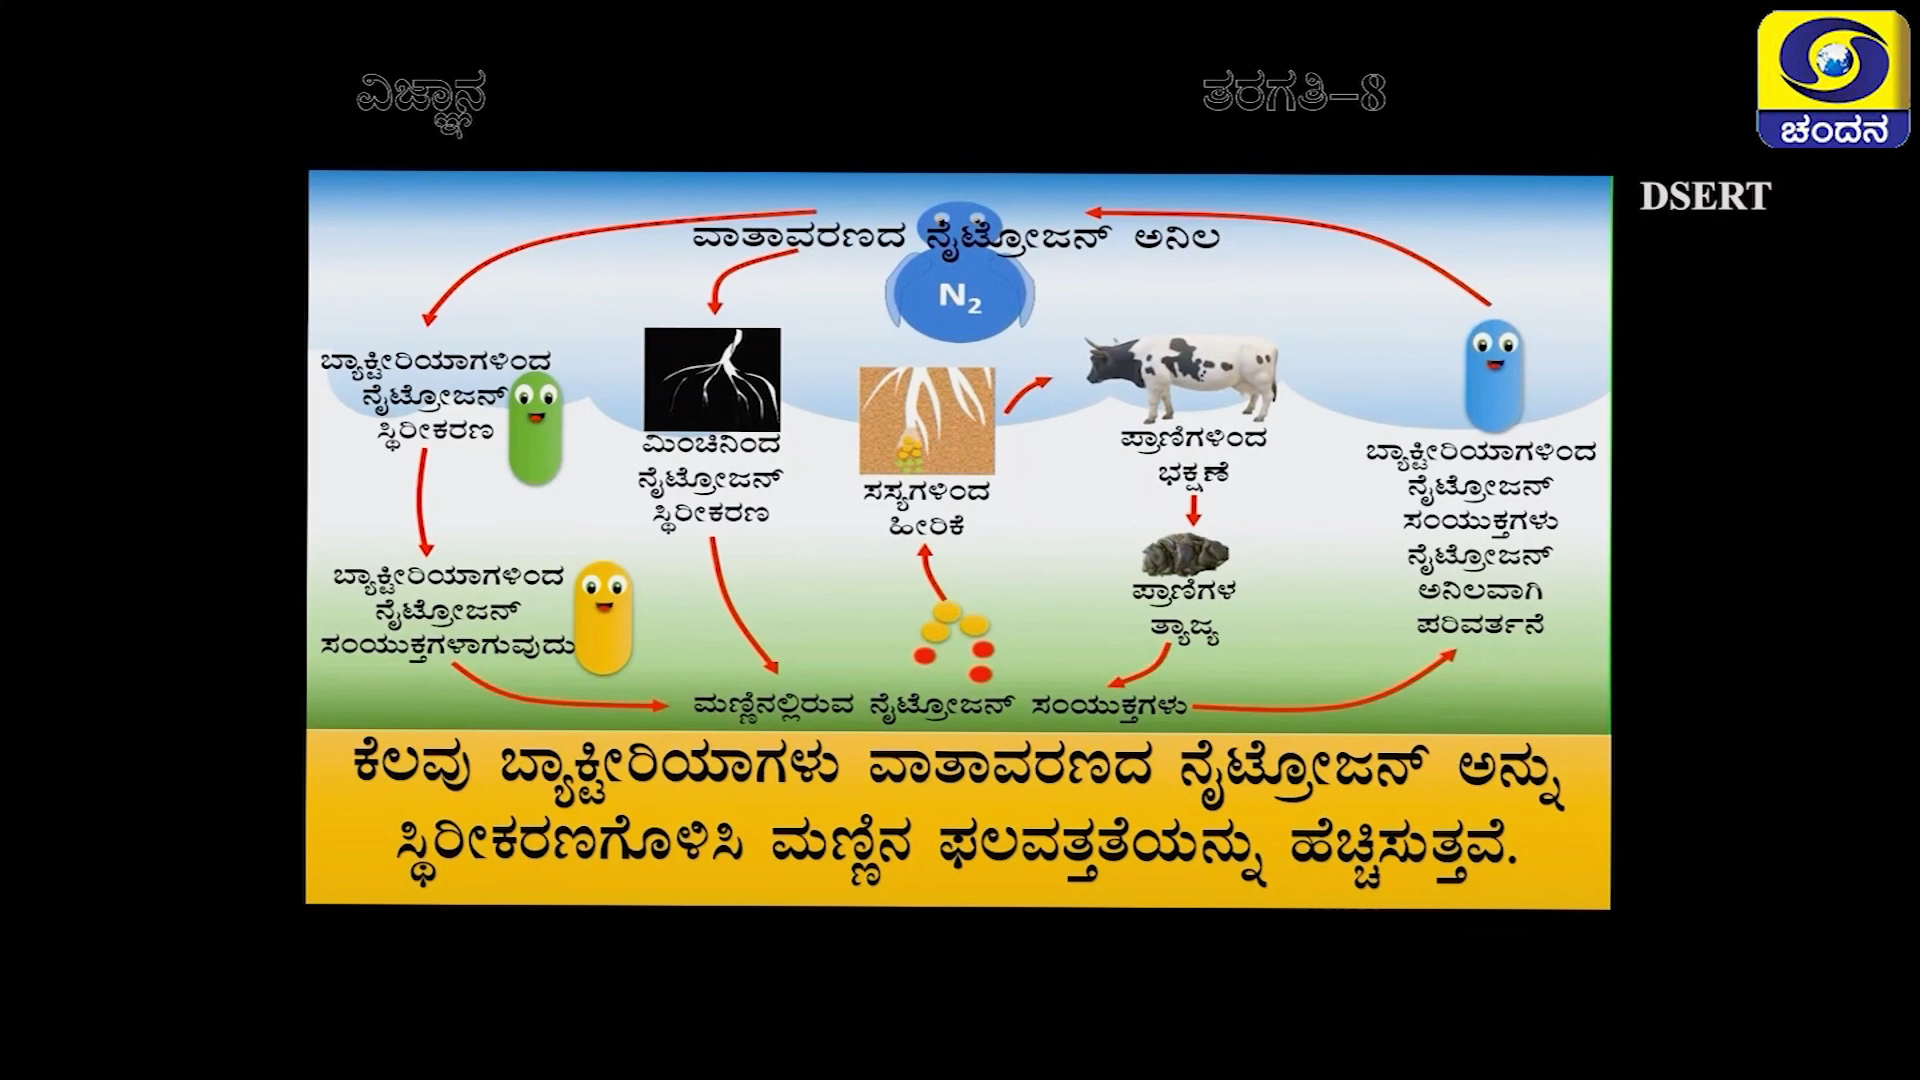 ವಿಜ್ಞಾನ
ತರಗತಿ–8
ಚಂದನ
DSERT
ವಾತಾವರಣದ ನೈಟ್ರೋಜನ್ ಅನಿಲ
N₂
ಬ್ಯಾಕ್ಟೀರಿಯಾಗಳಿಂದ
ನೈಟ್ರೋಜನ್
ಸ್ಥಿರೀಕರಣ
ಮಿಂಚಿನಿಂದ
ನೈಟ್ರೋಜನ್
ಸ್ಥಿರೀಕರಣ
ಸಸ್ಯಗಳಿಂದ
ಹೀರಿಕೆ
ಪ್ರಾಣಿಗಳಿಂದ
ಭಕ್ಷಣೆ
ಬ್ಯಾಕ್ಟೀರಿಯಾಗಳಿಂದ
ನೈಟ್ರೋಜನ್
ಸಂಯುಕ್ತಗಳು
ನೈಟ್ರೋಜನ್
ಅನಿಲವಾಗಿ
ಪರಿವರ್ತನೆ
ಬ್ಯಾಕ್ಟೀರಿಯಾಗಳಿಂದ
ನೈಟ್ರೋಜನ್
ಸಂಯುಕ್ತಗಳಾಗುವುದು
ಪ್ರಾಣಿಗಳ
ತ್ಯಾಜ್ಯ
ಮಣ್ಣಿನಲ್ಲಿರುವ ನೈಟ್ರೋಜನ್ ಸಂಯುಕ್ತಗಳು
ಕೆಲವು ಬ್ಯಾಕ್ಟೀರಿಯಾಗಳು ವಾತಾವರಣದ ನೈಟ್ರೋಜನ್ ಅನ್ನು
ಸ್ಥಿರೀಕರಣಗೊಳಿಸಿ ಮಣ್ಣಿನ ಫಲವತ್ತತೆಯನ್ನು ಹೆಚ್ಚಿಸುತ್ತವೆ.